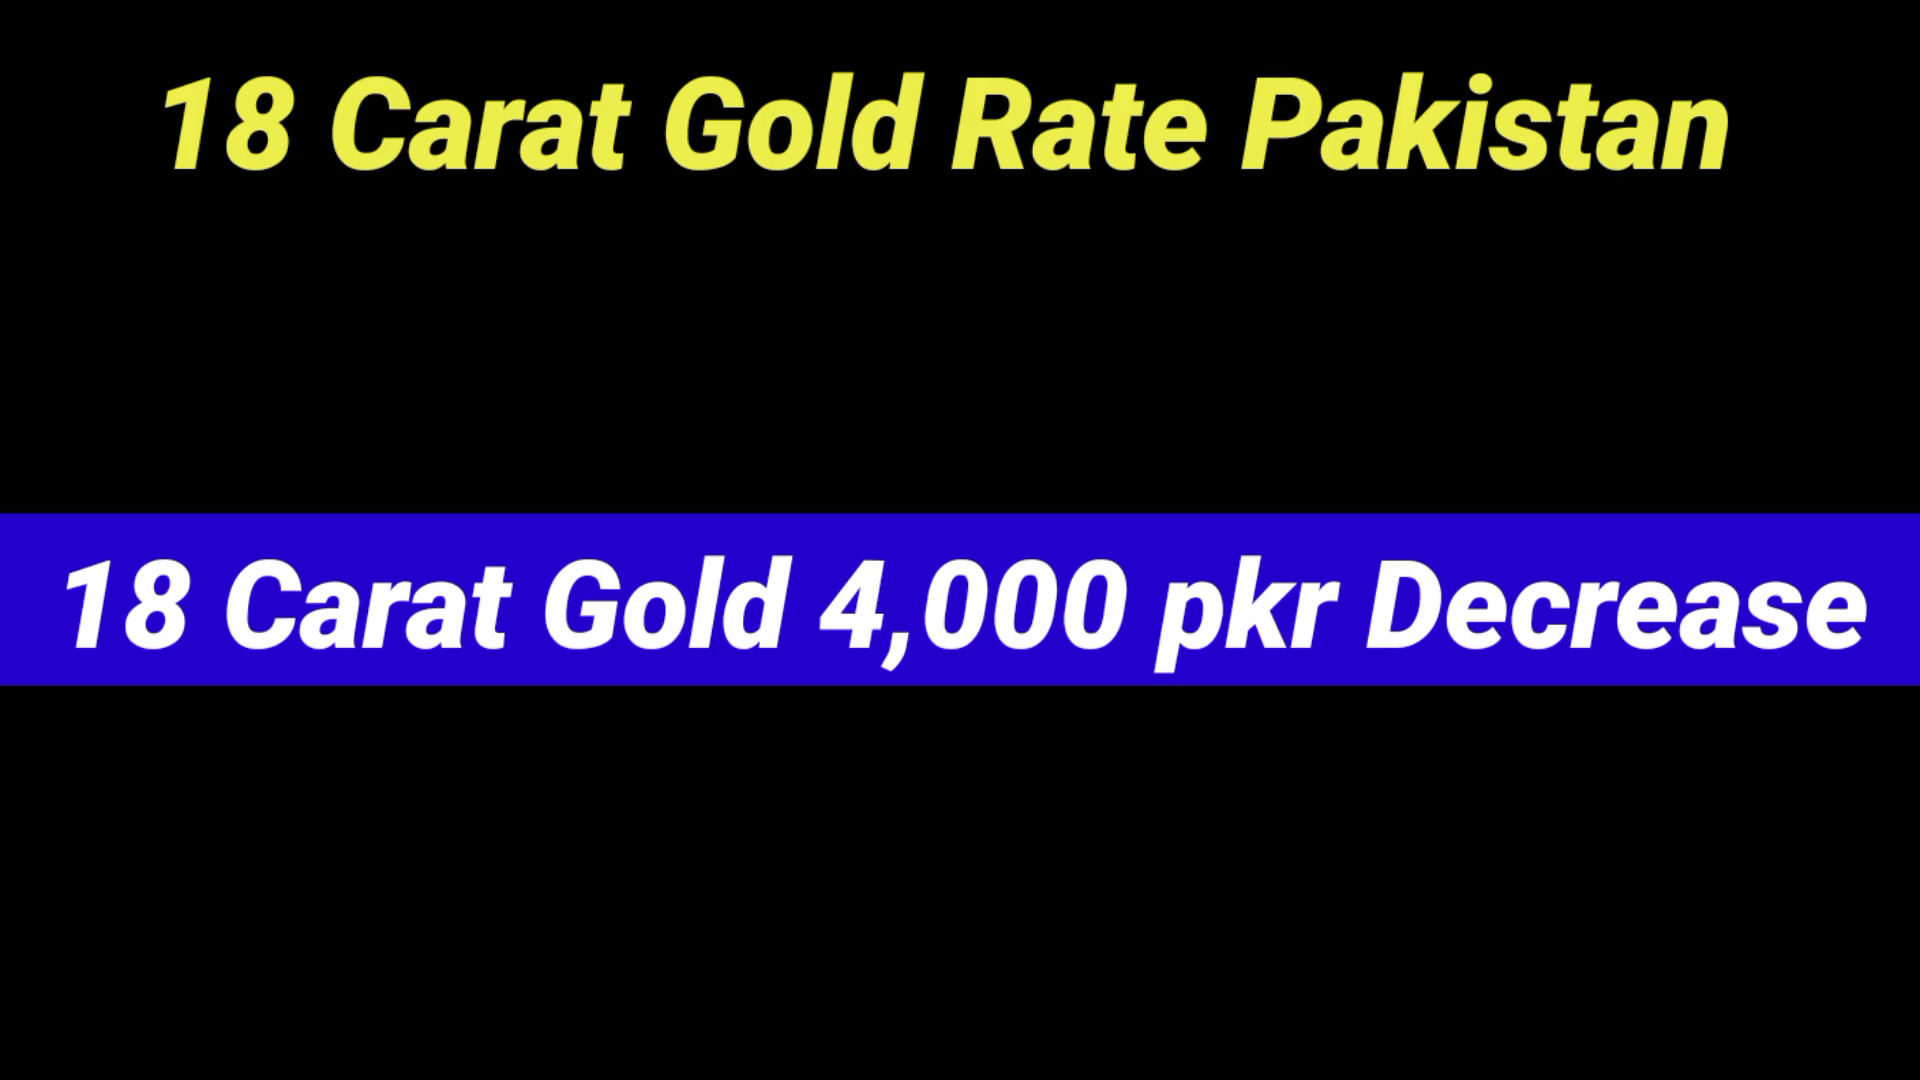 18 Carat Gold Rate Pakistan
18 Carat Gold 4,000 pkr Decrease